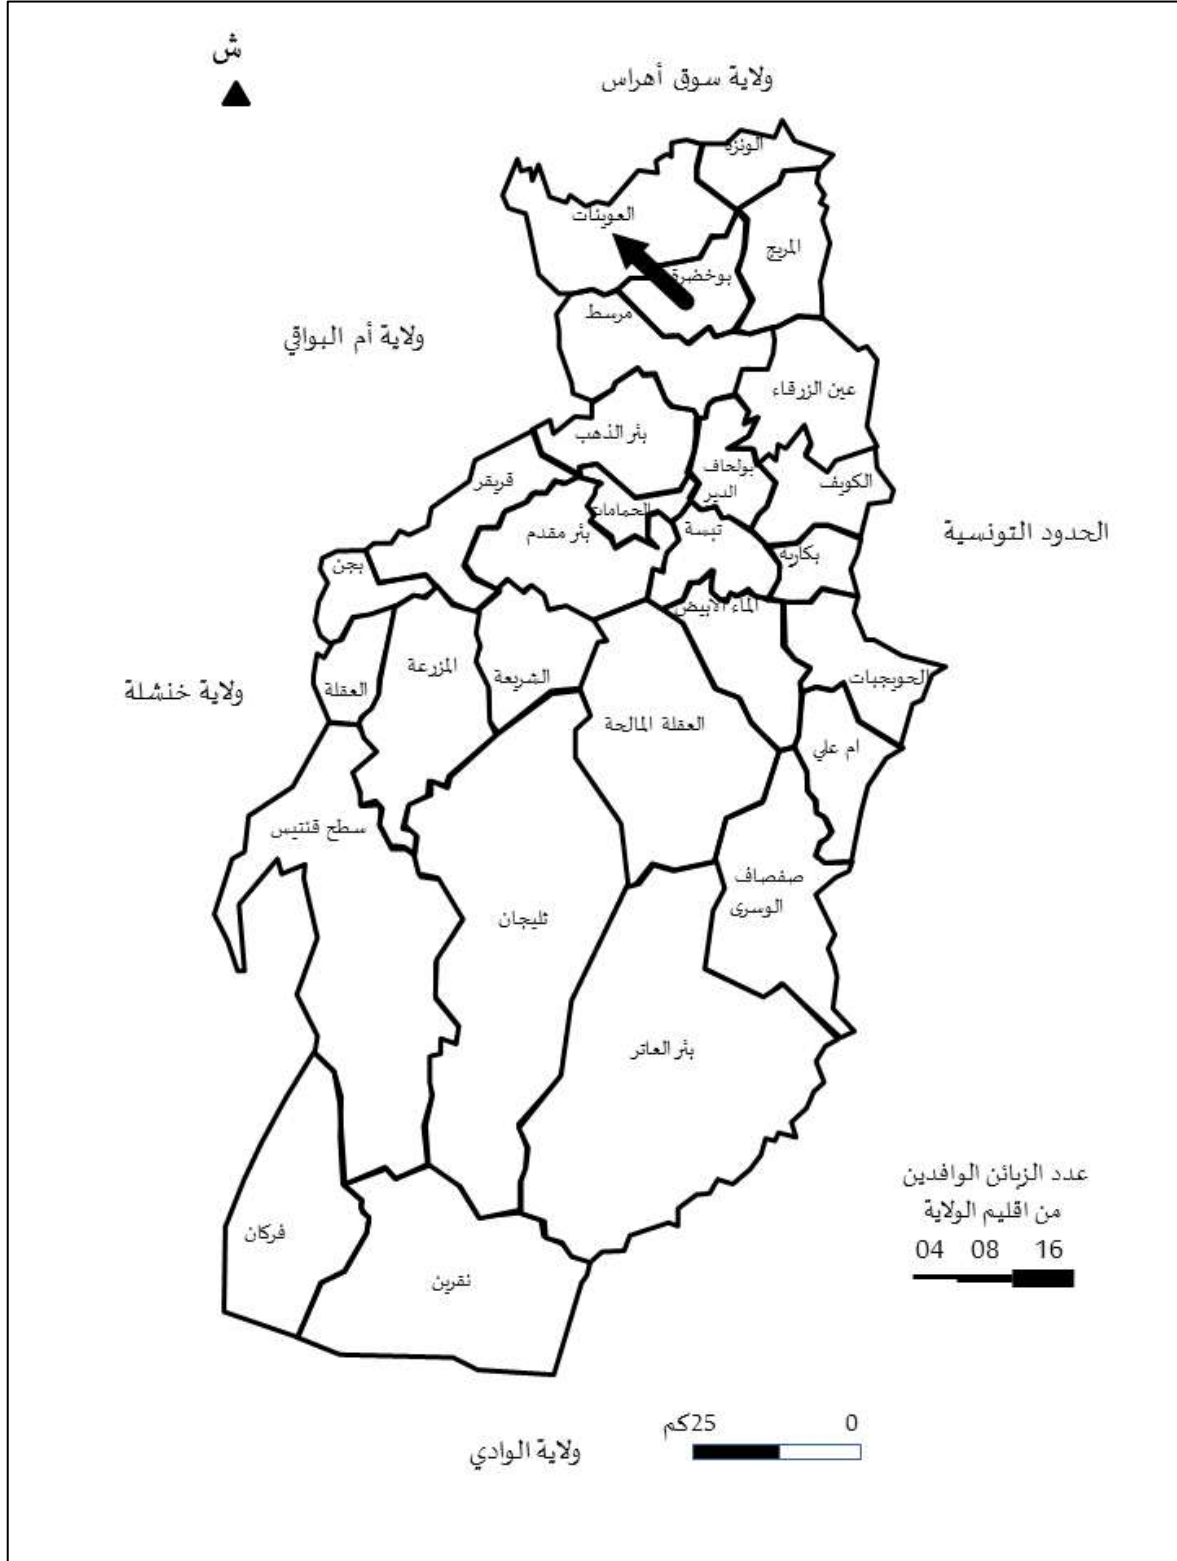 ش
ولاية سوق أهراس
الونزة
العوينات
المريج
بوخضرة
مرسط
ولاية أم البواقي
عين الزرقاء
بئر الذهب
بولحاف
الدير
الكويف
قريقر
الحمامات
تبسة
بئر مقدم
الحدود التونسية
بكارية
بجن
الماء الابيض
المزرعة
الشريعة
الحويجبات
العقلة
ولاية خنشلة
العقلة المالحة
ام علي
سطح قنتيس
صفصاف
الوسرى
ثليجان
بئر العاتر
عدد الزبائن الوافدين
من اقليم الولاية
04 08 16
فركان
نقرين
25كم 0
ولاية الوادي